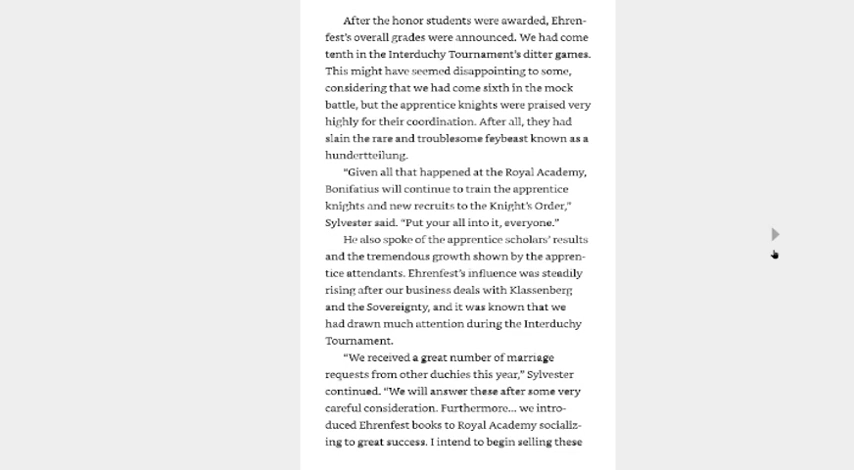 After the honor students were awarded, Ehren-
fest's overall grades were announced. We had come
tenth in the Interduchy Tournament's ditter games.
This might have seemed disappointing to some,
considering that we had come sixth in the mock
battle, but the apprentice knights were praised very
highly for their coordination. After all, they had
slain the rare and troublesome feybeast known as a
hundertteilung.
“Given all that happened at the Royal Academy,
Bonifatius will continue to train the apprentice
knights and new recruits to the Knight's Order,”
Sylvester said. “Put your all into it, everyone.”
He also spoke of the apprentice scholars' results
and the tremendous growth shown by the appren-
tice attendants. Ehrenfest's influence was steadily
rising after our business deals with Klassenberg
and the Sovereignty, and it was known that we
had drawn much attention during the Interduchy
Tournament.
“We received a great number of marriage
requests from other duchies this year,” Sylvester
continued. “We will answer these after some very
careful consideration. Furthermore... we intro-
duced Ehrenfest books to Royal Academy socializ-
ing to great success. I intend to begin selling these